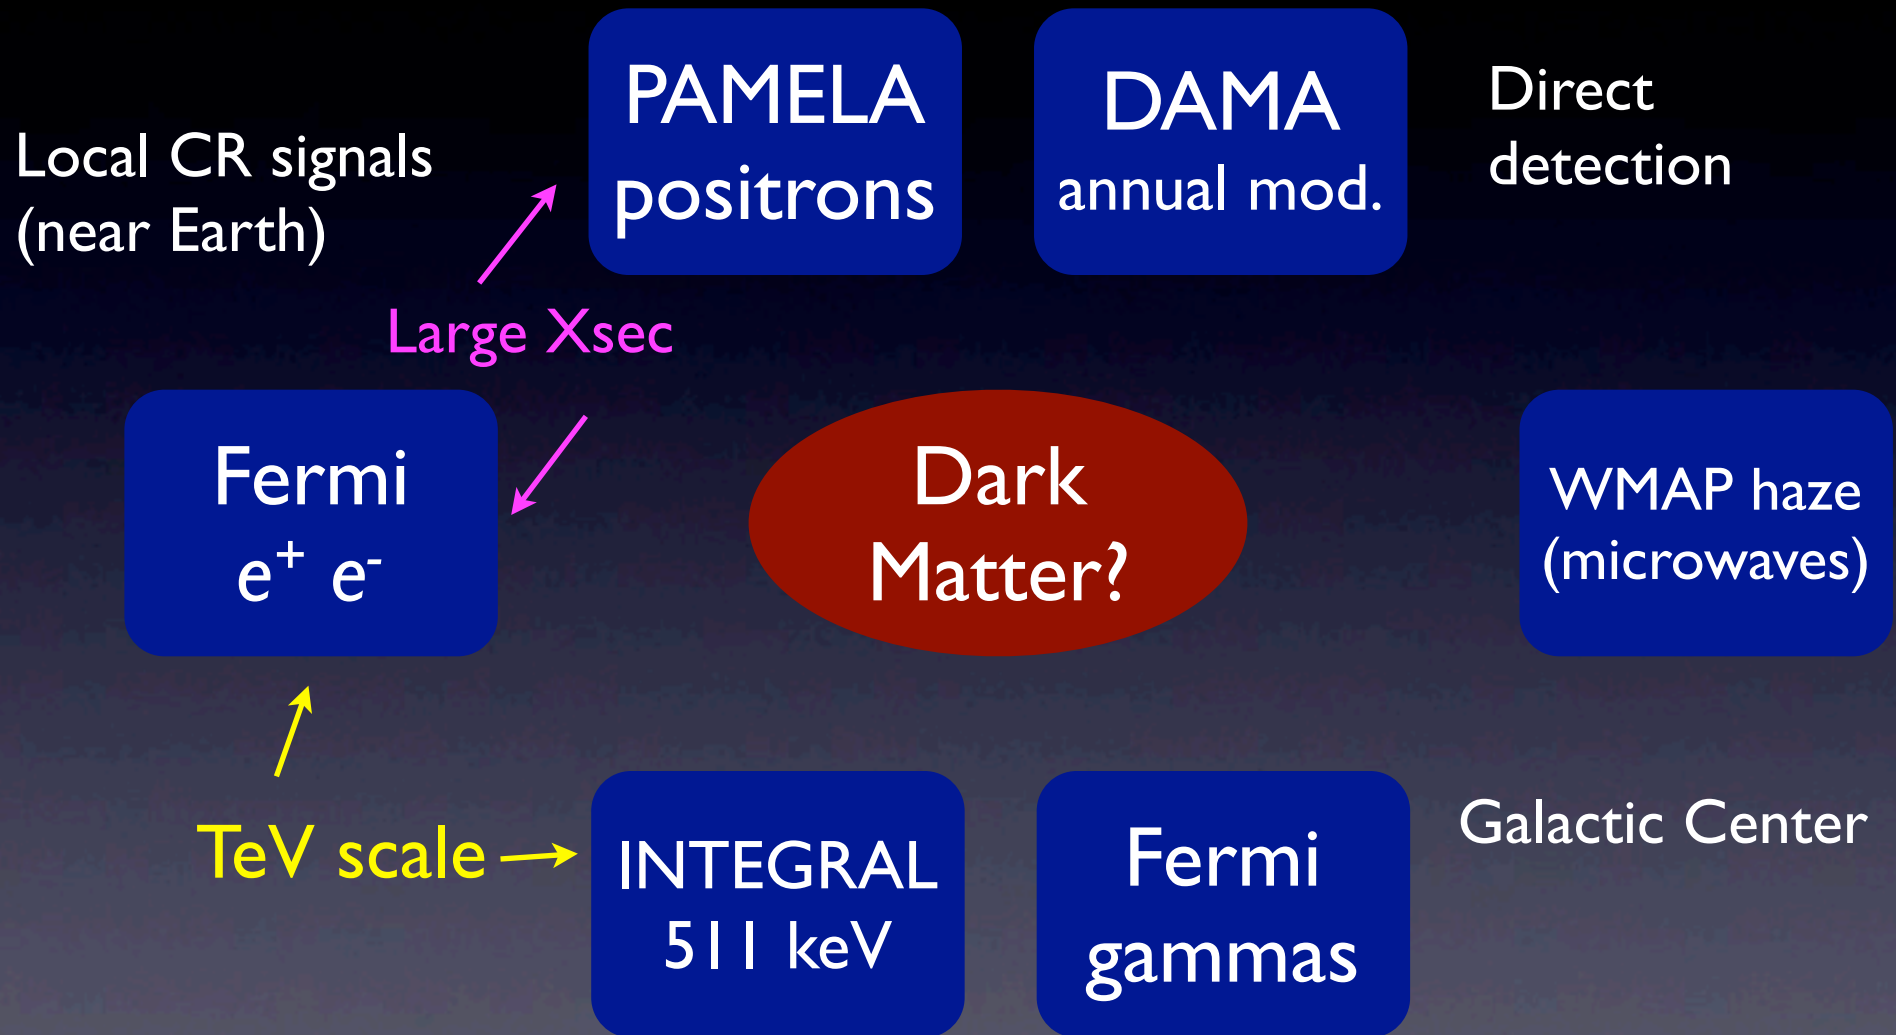 Local CR signals
(near Earth)
PAMELA
positrons
DAMA
annual mod.
Direct
detection
Large Xsec
Fermi
e⁺ e⁻
Dark
Matter?
WMAP haze
(microwaves)
TeV scale
INTEGRAL
511 keV
Fermi
gammas
Galactic Center